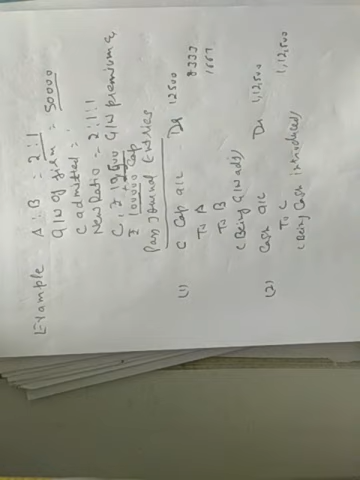 Example A : B : 2 : 1
G/W of firm = 50000
C admitted :
New Ratio - 2:1:1
C, ₹ 12,500 G/W premium &
₹ 100000 Cap
Pass Journal Entries
(1) C Cap a/c Dr 12500
To A 8333
To B
(Being G/W adj)
(2) Cash a/c Dr 1,12,500
To C 1,12,500
(Being Cash introduced)